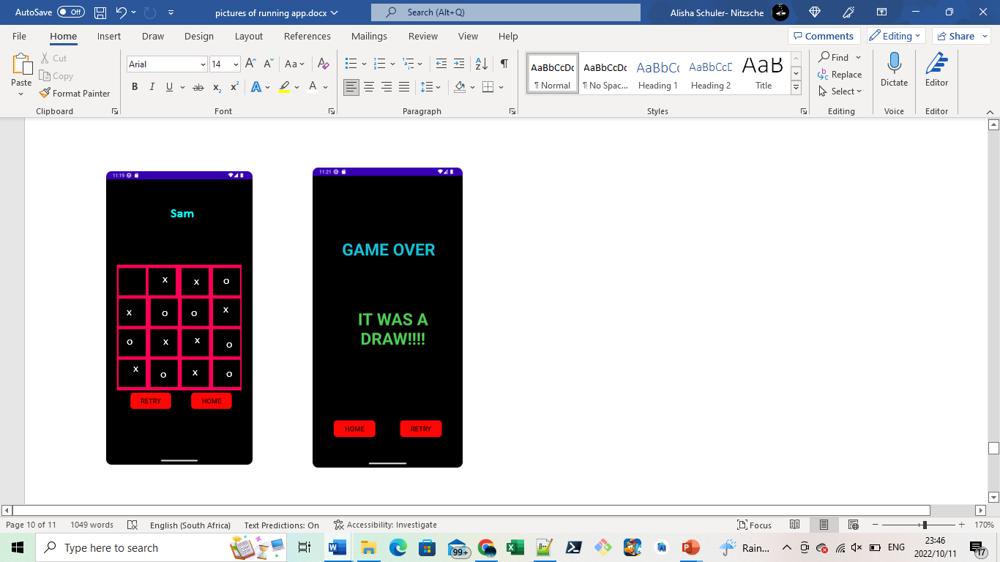 AutoSave Off pictures of running app.docx Search (Alt+Q) Alisha Schuler- Nitzsche
File Home Insert Draw Design Layout References Mailings Review View Help Comments Editing Share
Paste Cut Copy Format Painter
Arial 14
AaBbCcDc AaBbCcDc AaBbCc AaBbCcD AaB
¶ Normal ¶ No Spac... Heading 1 Heading 2 Title
Find Replace Select
Dictate Editor
Clipboard Font Paragraph Styles Editing Voice Editor
11:19
Sam
x x o
x o o x
o x x o
x o x o
RETRY HOME
11:21
GAME OVER
IT WAS A
DRAW!!!!
HOME RETRY
Page 10 of 11 1049 words English (South Africa) Text Predictions: On Accessibility: Investigate Focus 170%
Type here to search 99+ Rain... ENG 23:46
2022/10/11 17